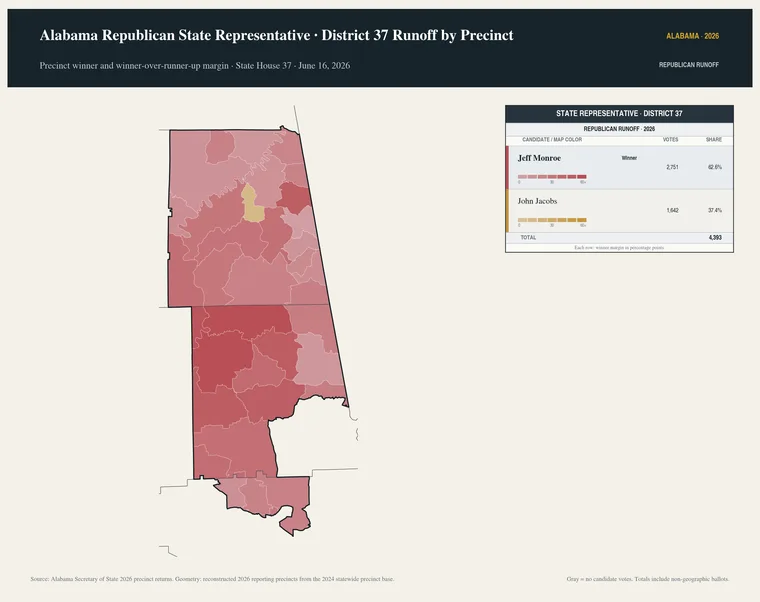 Alabama Republican State Representative · District 37 Runoff by Precinct
ALABAMA · 2026
Precinct winner and winner-over-runner-up margin · State House 37 · June 16, 2026
REPUBLICAN RUNOFF
STATE REPRESENTATIVE · DISTRICT 37
REPUBLICAN RUNOFF · 2026
CANDIDATE / MAP COLOR VOTES SHARE
Jeff Monroe Winner 2,751 62.6%
0 30 60+
John Jacobs 1,642 37.4%
0 30 60+
TOTAL 4,393
Each row: winner margin in percentage points
Source: Alabama Secretary of State 2026 precinct returns. Geometry: reconstructed 2026 reporting precincts from the 2024 statewide precinct base.
Gray = no candidate votes. Totals include non-geographic ballots.